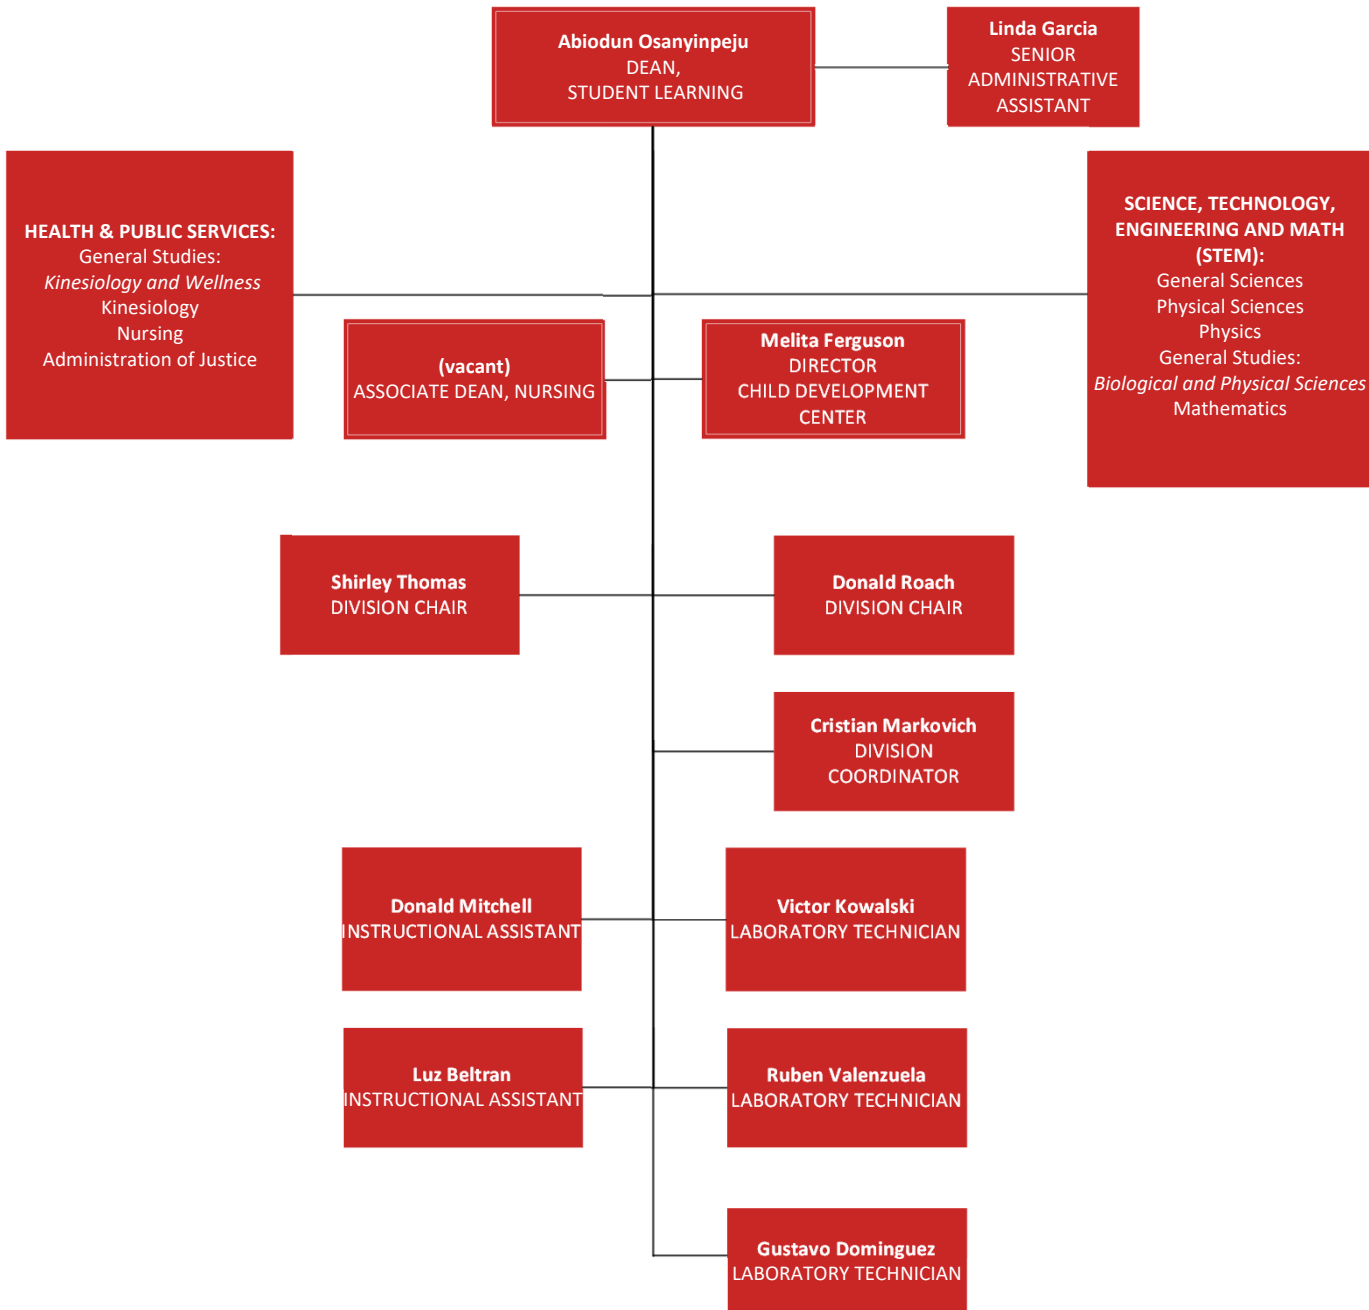 Abiodun Osanyinpeju
DEAN,
STUDENT LEARNING
Linda Garcia
SENIOR
ADMINISTRATIVE
ASSISTANT
HEALTH & PUBLIC SERVICES:
General Studies:
Kinesiology and Wellness
Kinesiology
Nursing
Administration of Justice
SCIENCE, TECHNOLOGY,
ENGINEERING AND MATH
(STEM):
General Sciences
Physical Sciences
Physics
General Studies:
Biological and Physical Sciences
Mathematics
(vacant)
ASSOCIATE DEAN, NURSING
Melita Ferguson
DIRECTOR
CHILD DEVELOPMENT
CENTER
Shirley Thomas
DIVISION CHAIR
Donald Roach
DIVISION CHAIR
Cristian Markovich
DIVISION
COORDINATOR
Donald Mitchell
INSTRUCTIONAL ASSISTANT
Victor Kowalski
LABORATORY TECHNICIAN
Luz Beltran
INSTRUCTIONAL ASSISTANT
Ruben Valenzuela
LABORATORY TECHNICIAN
Gustavo Dominguez
LABORATORY TECHNICIAN